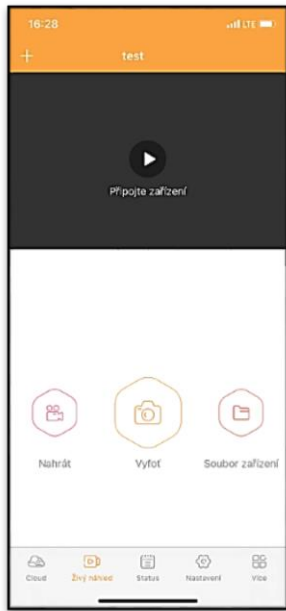 16:28 LTE
+ test
Připojte zařízení
Nahrát Vyfoť Soubor zařízení
Cloud Živý náhled Status Nastavení Více